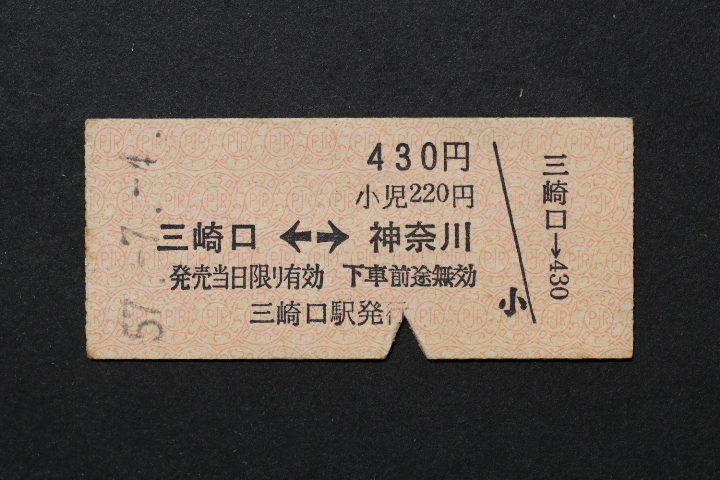 57.-7.-4.
430円
小児220円
三崎口 ←→ 神奈川
発売当日限り有効 下車前途無効
三崎口駅発行
三崎口→430
小